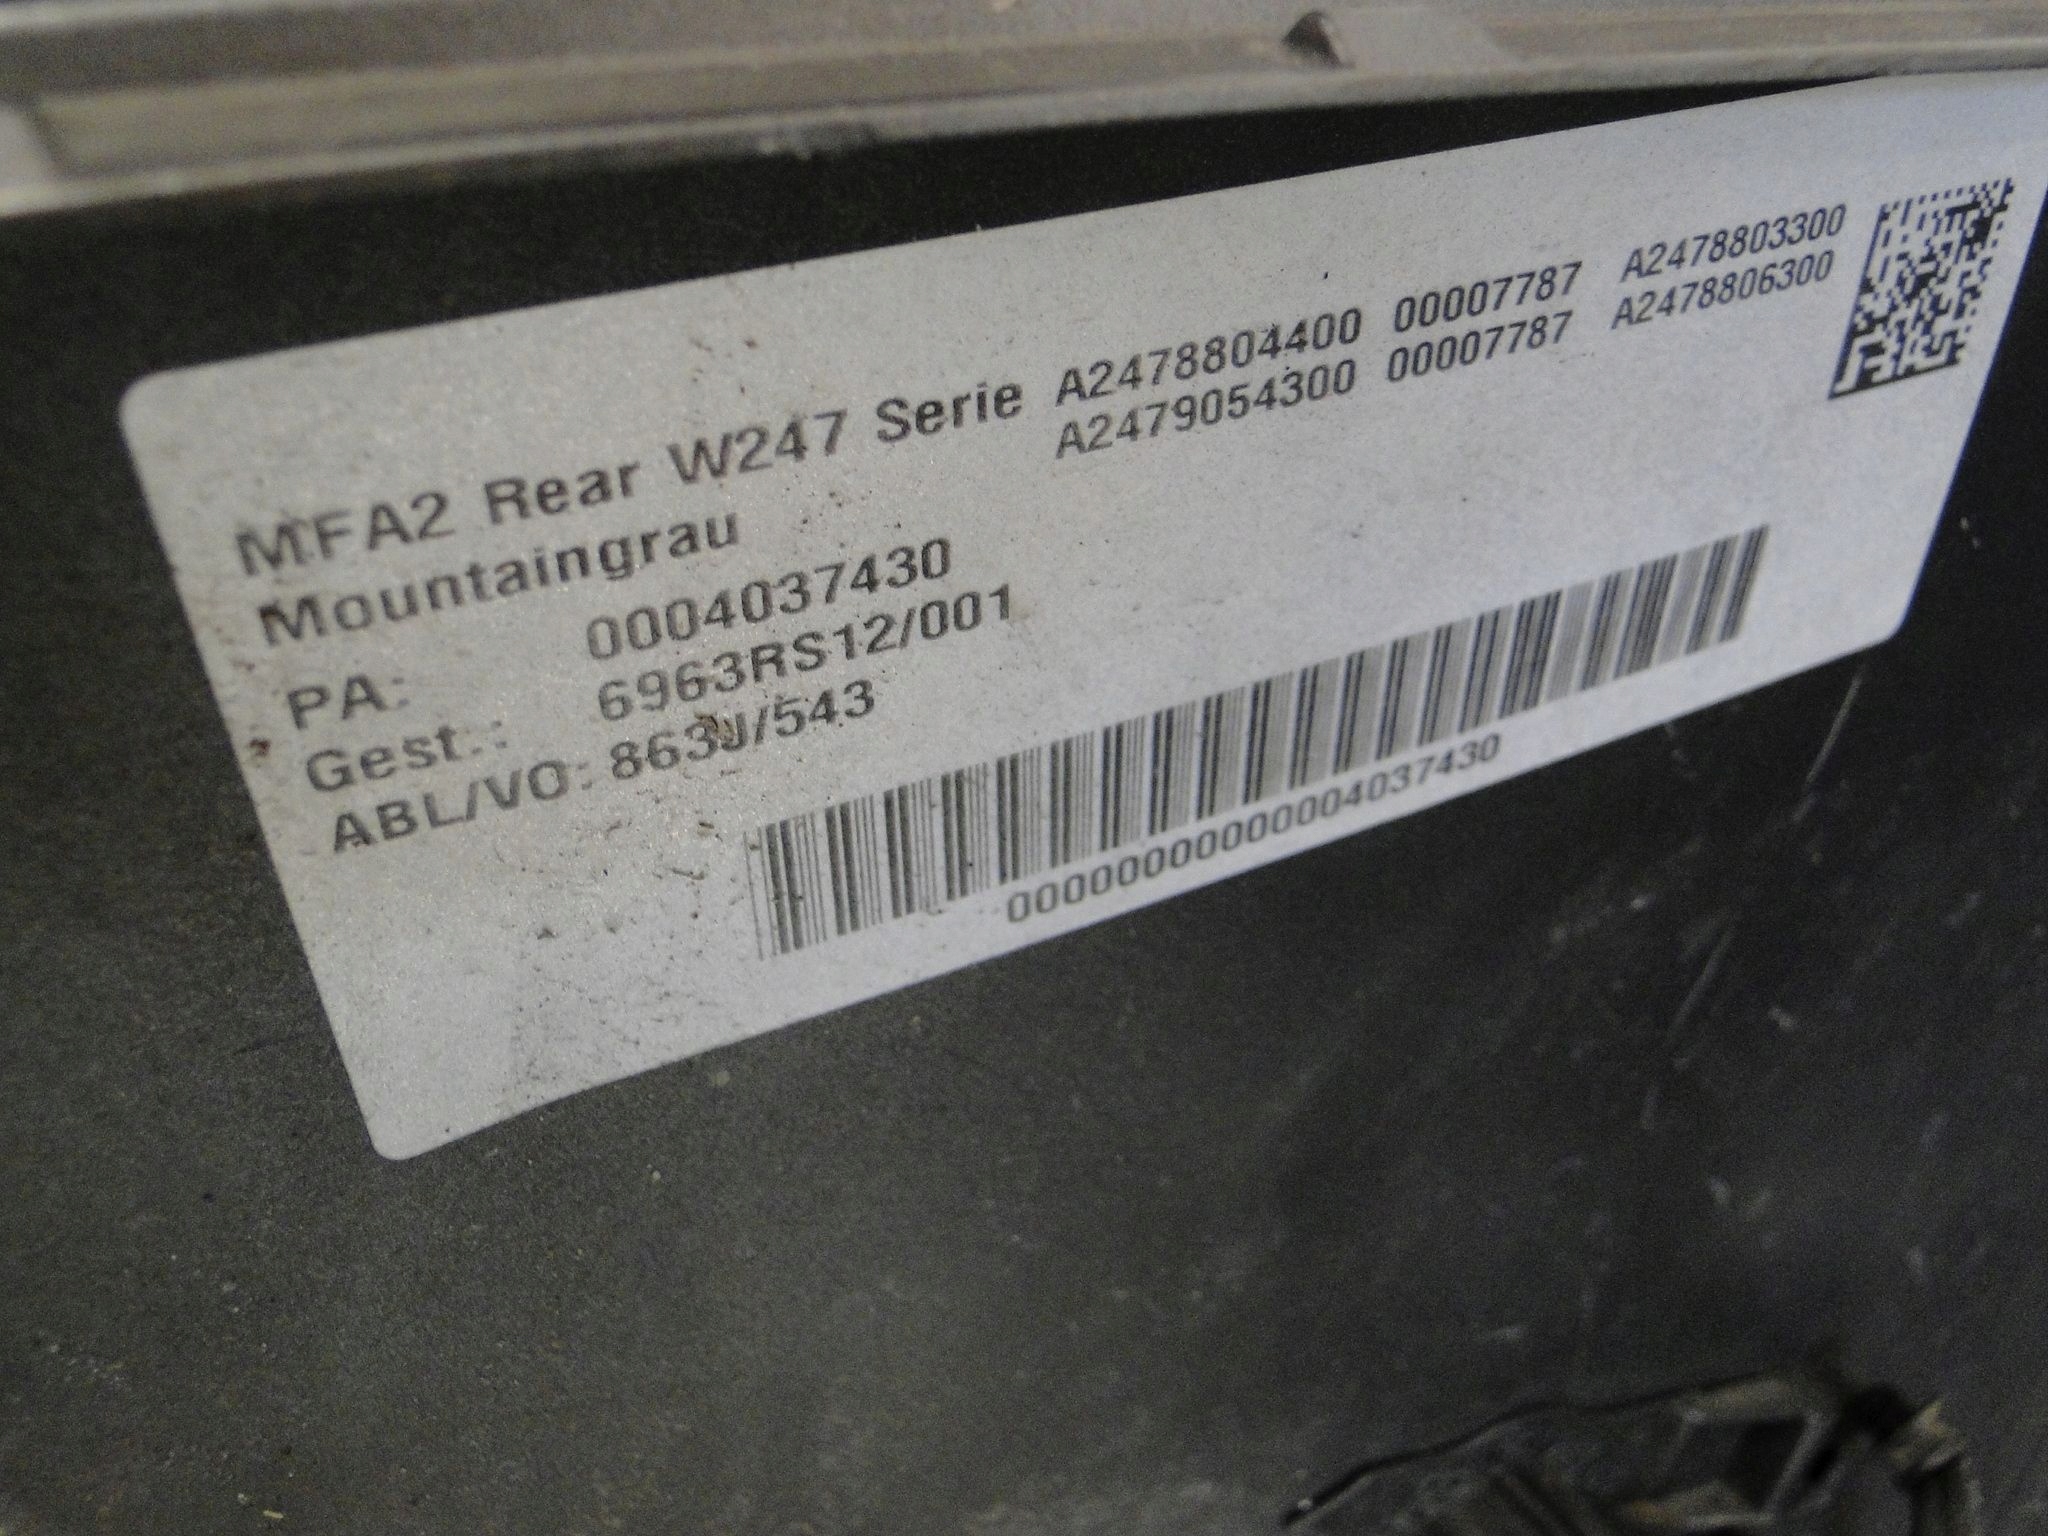 MFA2 Rear W247 Serie A2478804400 00007787 A2478803300
Mountaingrau A2479054300 00007787 A2478806300
PA: 0004037430
Gest.: 6963RS12/001
ABL/VO: 863J/543
000000000004037430